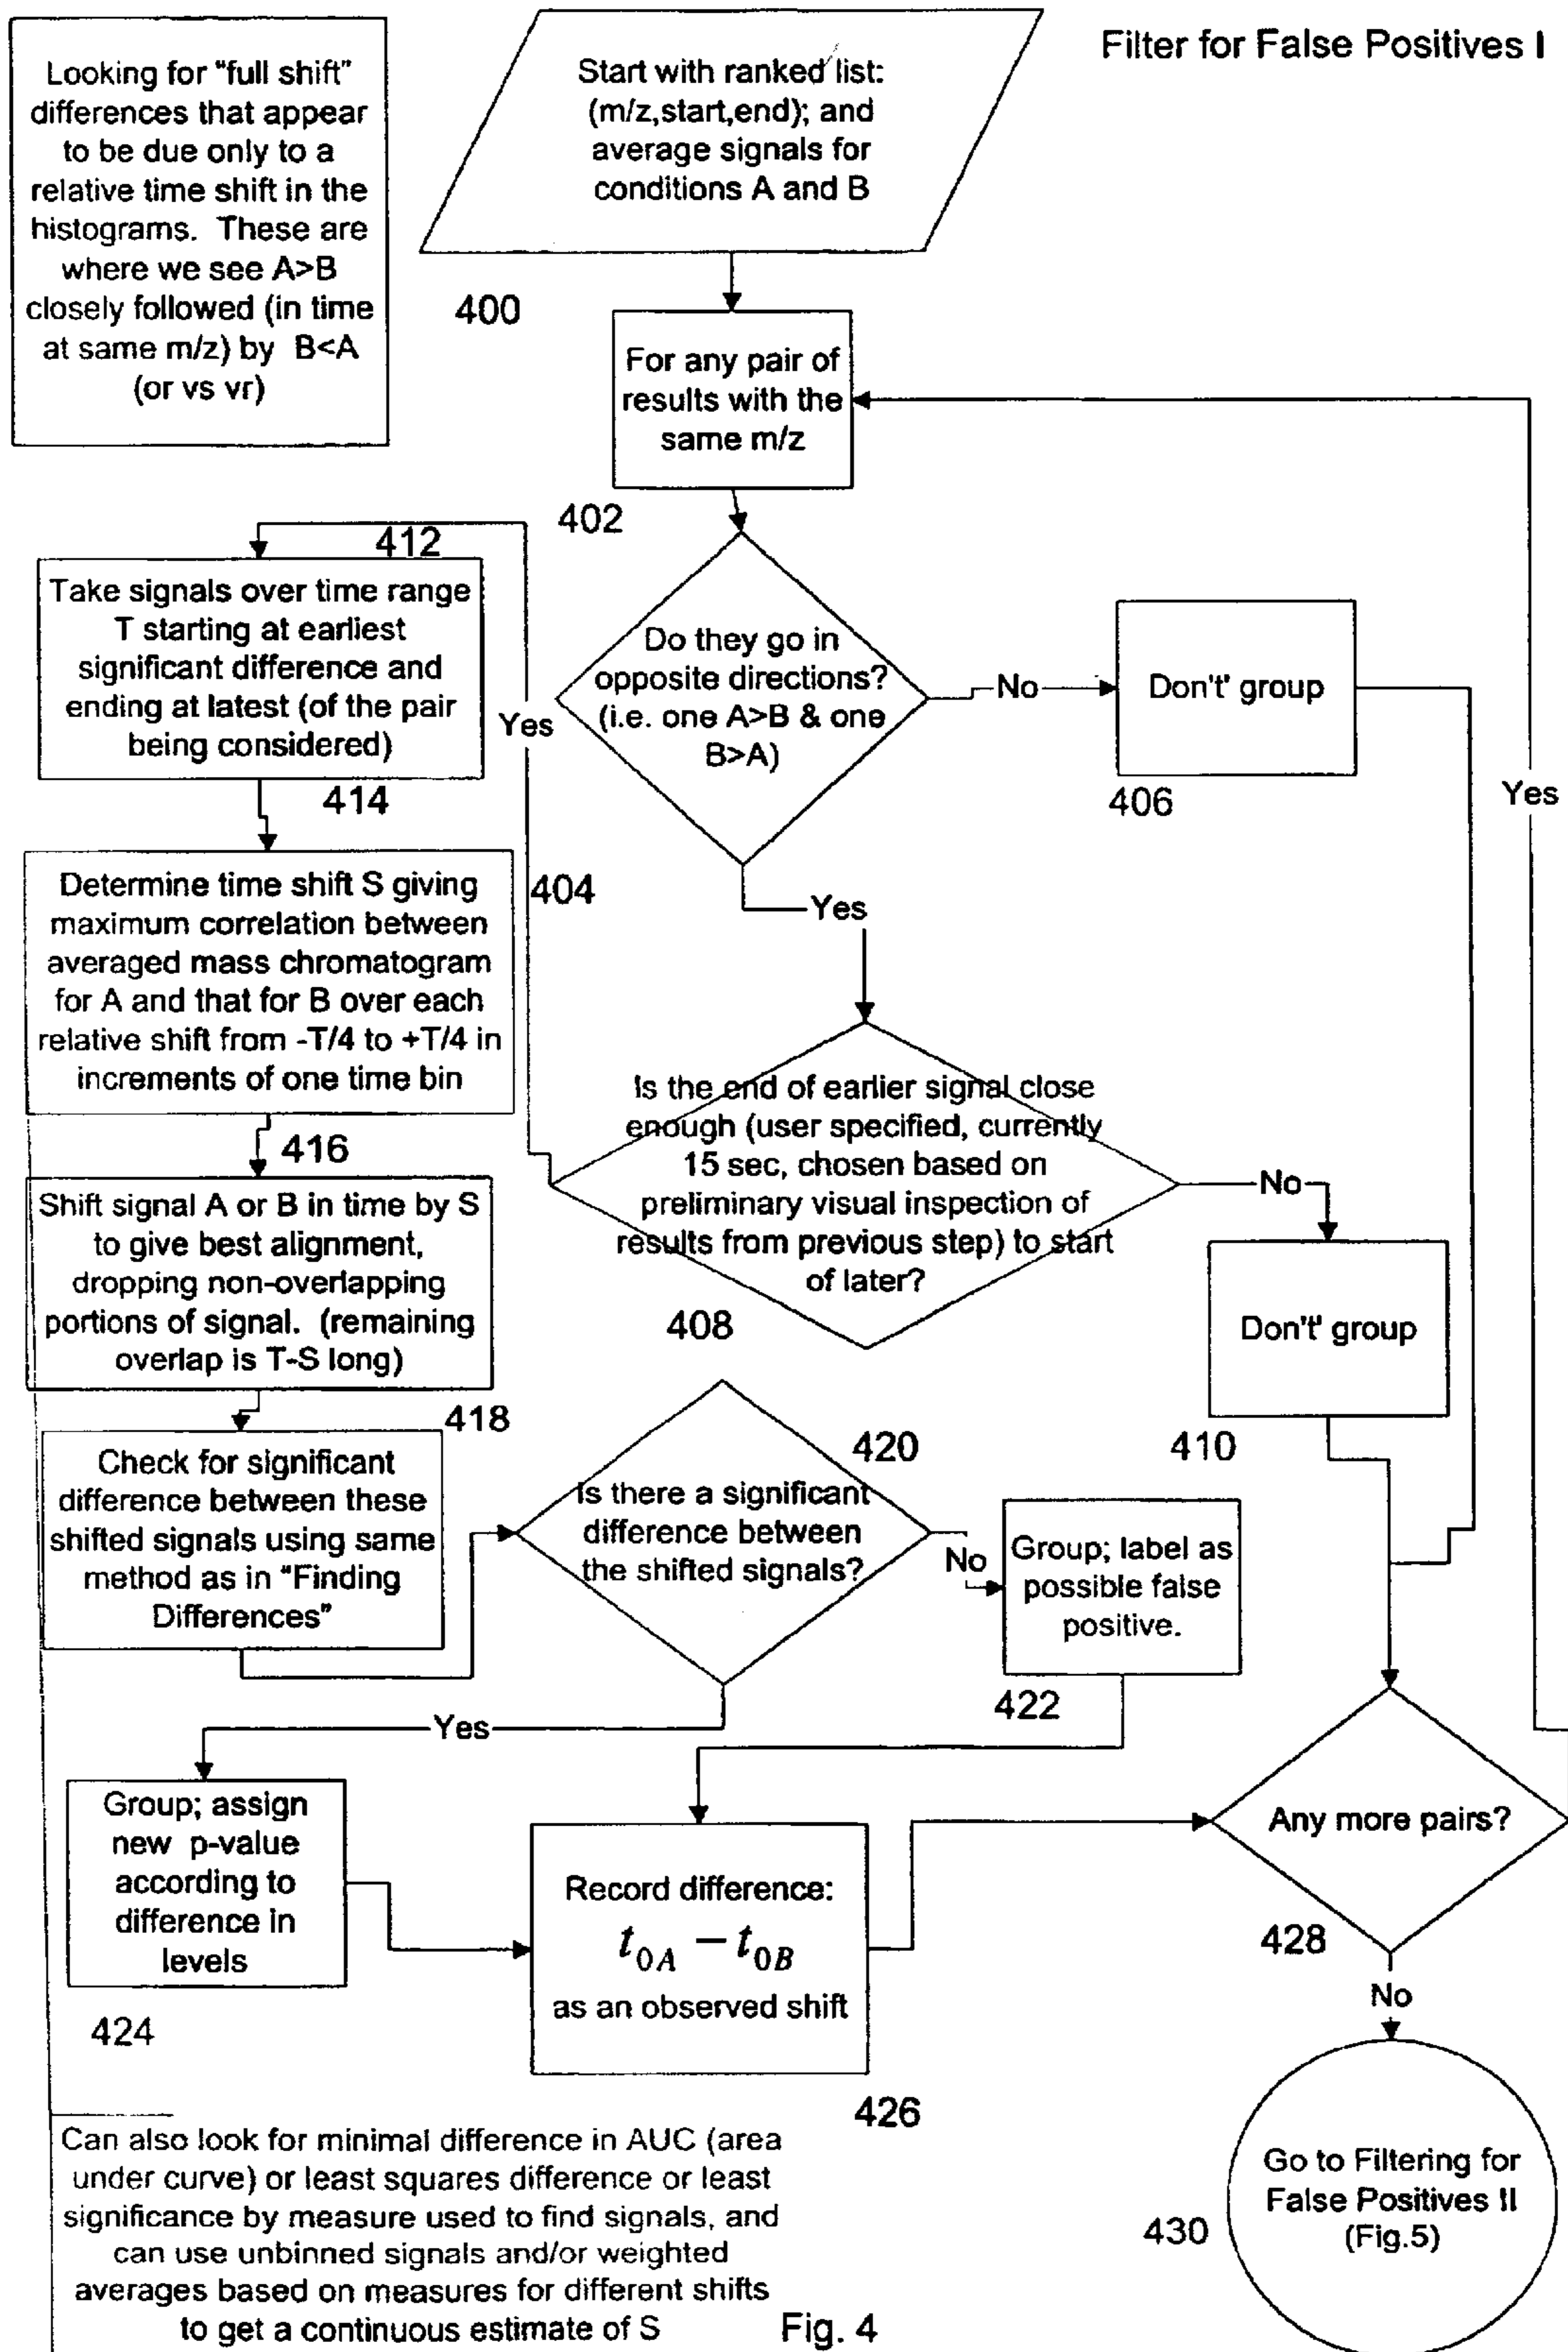 Filter for False Positives I
Looking for "full shift"
differences that appear
to be due only to a
relative time shift in the
histograms. These are
where we see A>B
closely followed (in time
at same m/z) by B<A
(or vs vr)
Start with ranked list:
(m/z,start,end); and
average signals for
conditions A and B
400
For any pair of
results with the
same m/z
402
Do they go in
opposite directions?
(i.e. one A>B & one
B>A)
No
Don't' group
406
Yes
404
Yes
Is the end of earlier signal close
enough (user specified, currently
15 sec, chosen based on
preliminary visual inspection of
results from previous step) to start
of later?
408
No
Don't' group
410
Yes
412
Take signals over time range
T starting at earliest
significant difference and
ending at latest (of the pair
being considered)
414
Determine time shift S giving
maximum correlation between
averaged mass chromatogram
for A and that for B over each
relative shift from -T/4 to +T/4 in
increments of one time bin
416
Shift signal A or B in time by S
to give best alignment,
dropping non-overlapping
portions of signal. (remaining
overlap is T-S long)
418
Check for significant
difference between these
shifted signals using same
method as in "Finding
Differences"
420
Is there a significant
difference between
the shifted signals?
No
Group; label as
possible false
positive.
422
Yes
Group; assign
new p-value
according to
difference in
levels
424
Record difference:
t0A − t0B
as an observed shift
426
Any more pairs?
428
No
Go to Filtering for
False Positives II
(Fig.5)
430
Can also look for minimal difference in AUC (area
under curve) or least squares difference or least
significance by measure used to find signals, and
can use unbinned signals and/or weighted
averages based on measures for different shifts
to get a continuous estimate of S
Fig. 4